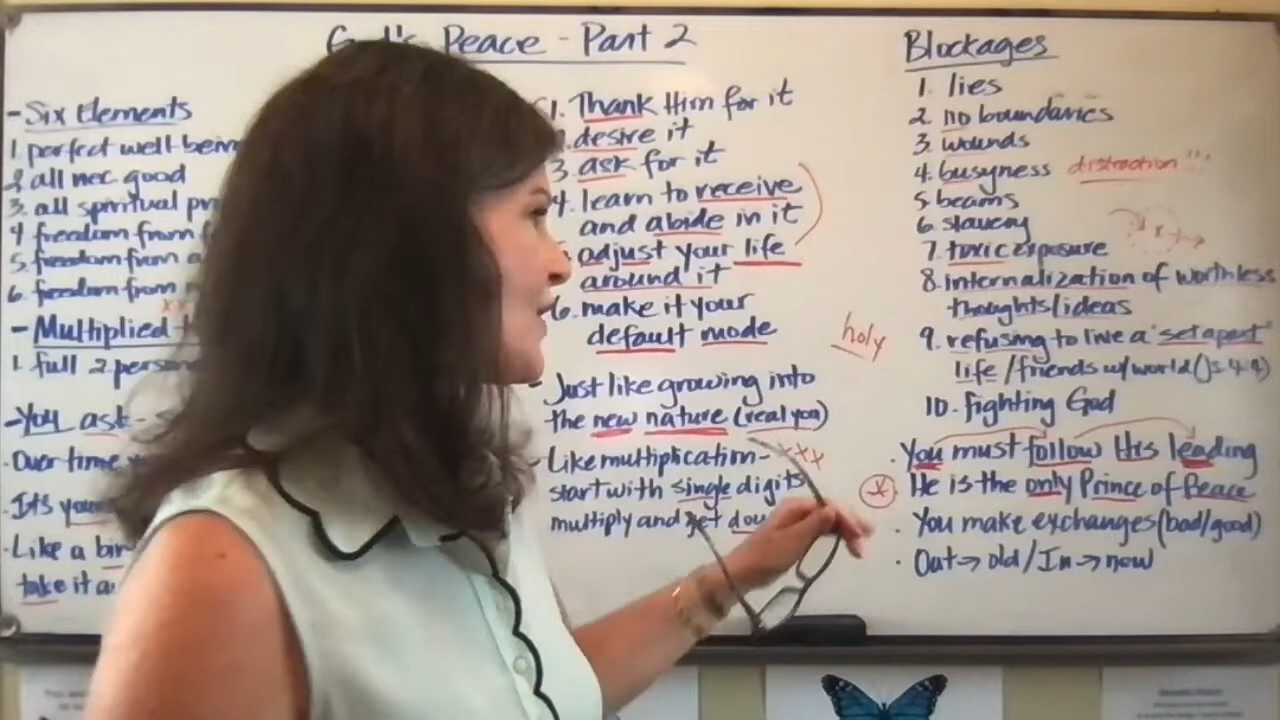 God's Peace - Part 2
- Six Elements
1. perfect well being
2. all nec. good
3. all spiritual
4. freedom from
5. freedom from
6. freedom from
xx
- Multiplied
1. full 2 person
- You ask -
Over time
It's your
· Like a bir
take it a
1. Thank Him for it
desire it
3. ask for it
4. learn to receive
and abide in it
adjust your life
around it
6. make it your
default mode
Just like growing into
the new nature (real you)
xxx
Like multiplication -
start with single digits
multiply and get dou
holy
Blockages
1. lies
2. no boundaries
3. wounds
4. busyness distraction"
5. beams
6. slavery
7. toxic exposure
8. internalization of worthless
thoughts/ideas
9. refusing to live a "set apart"
life/friends w/world (Js 4:4)
10. fighting God
· You must follow His leading
* · He is the only Prince of Peace
· You make exchanges (bad/good)
· Out → old / In → new